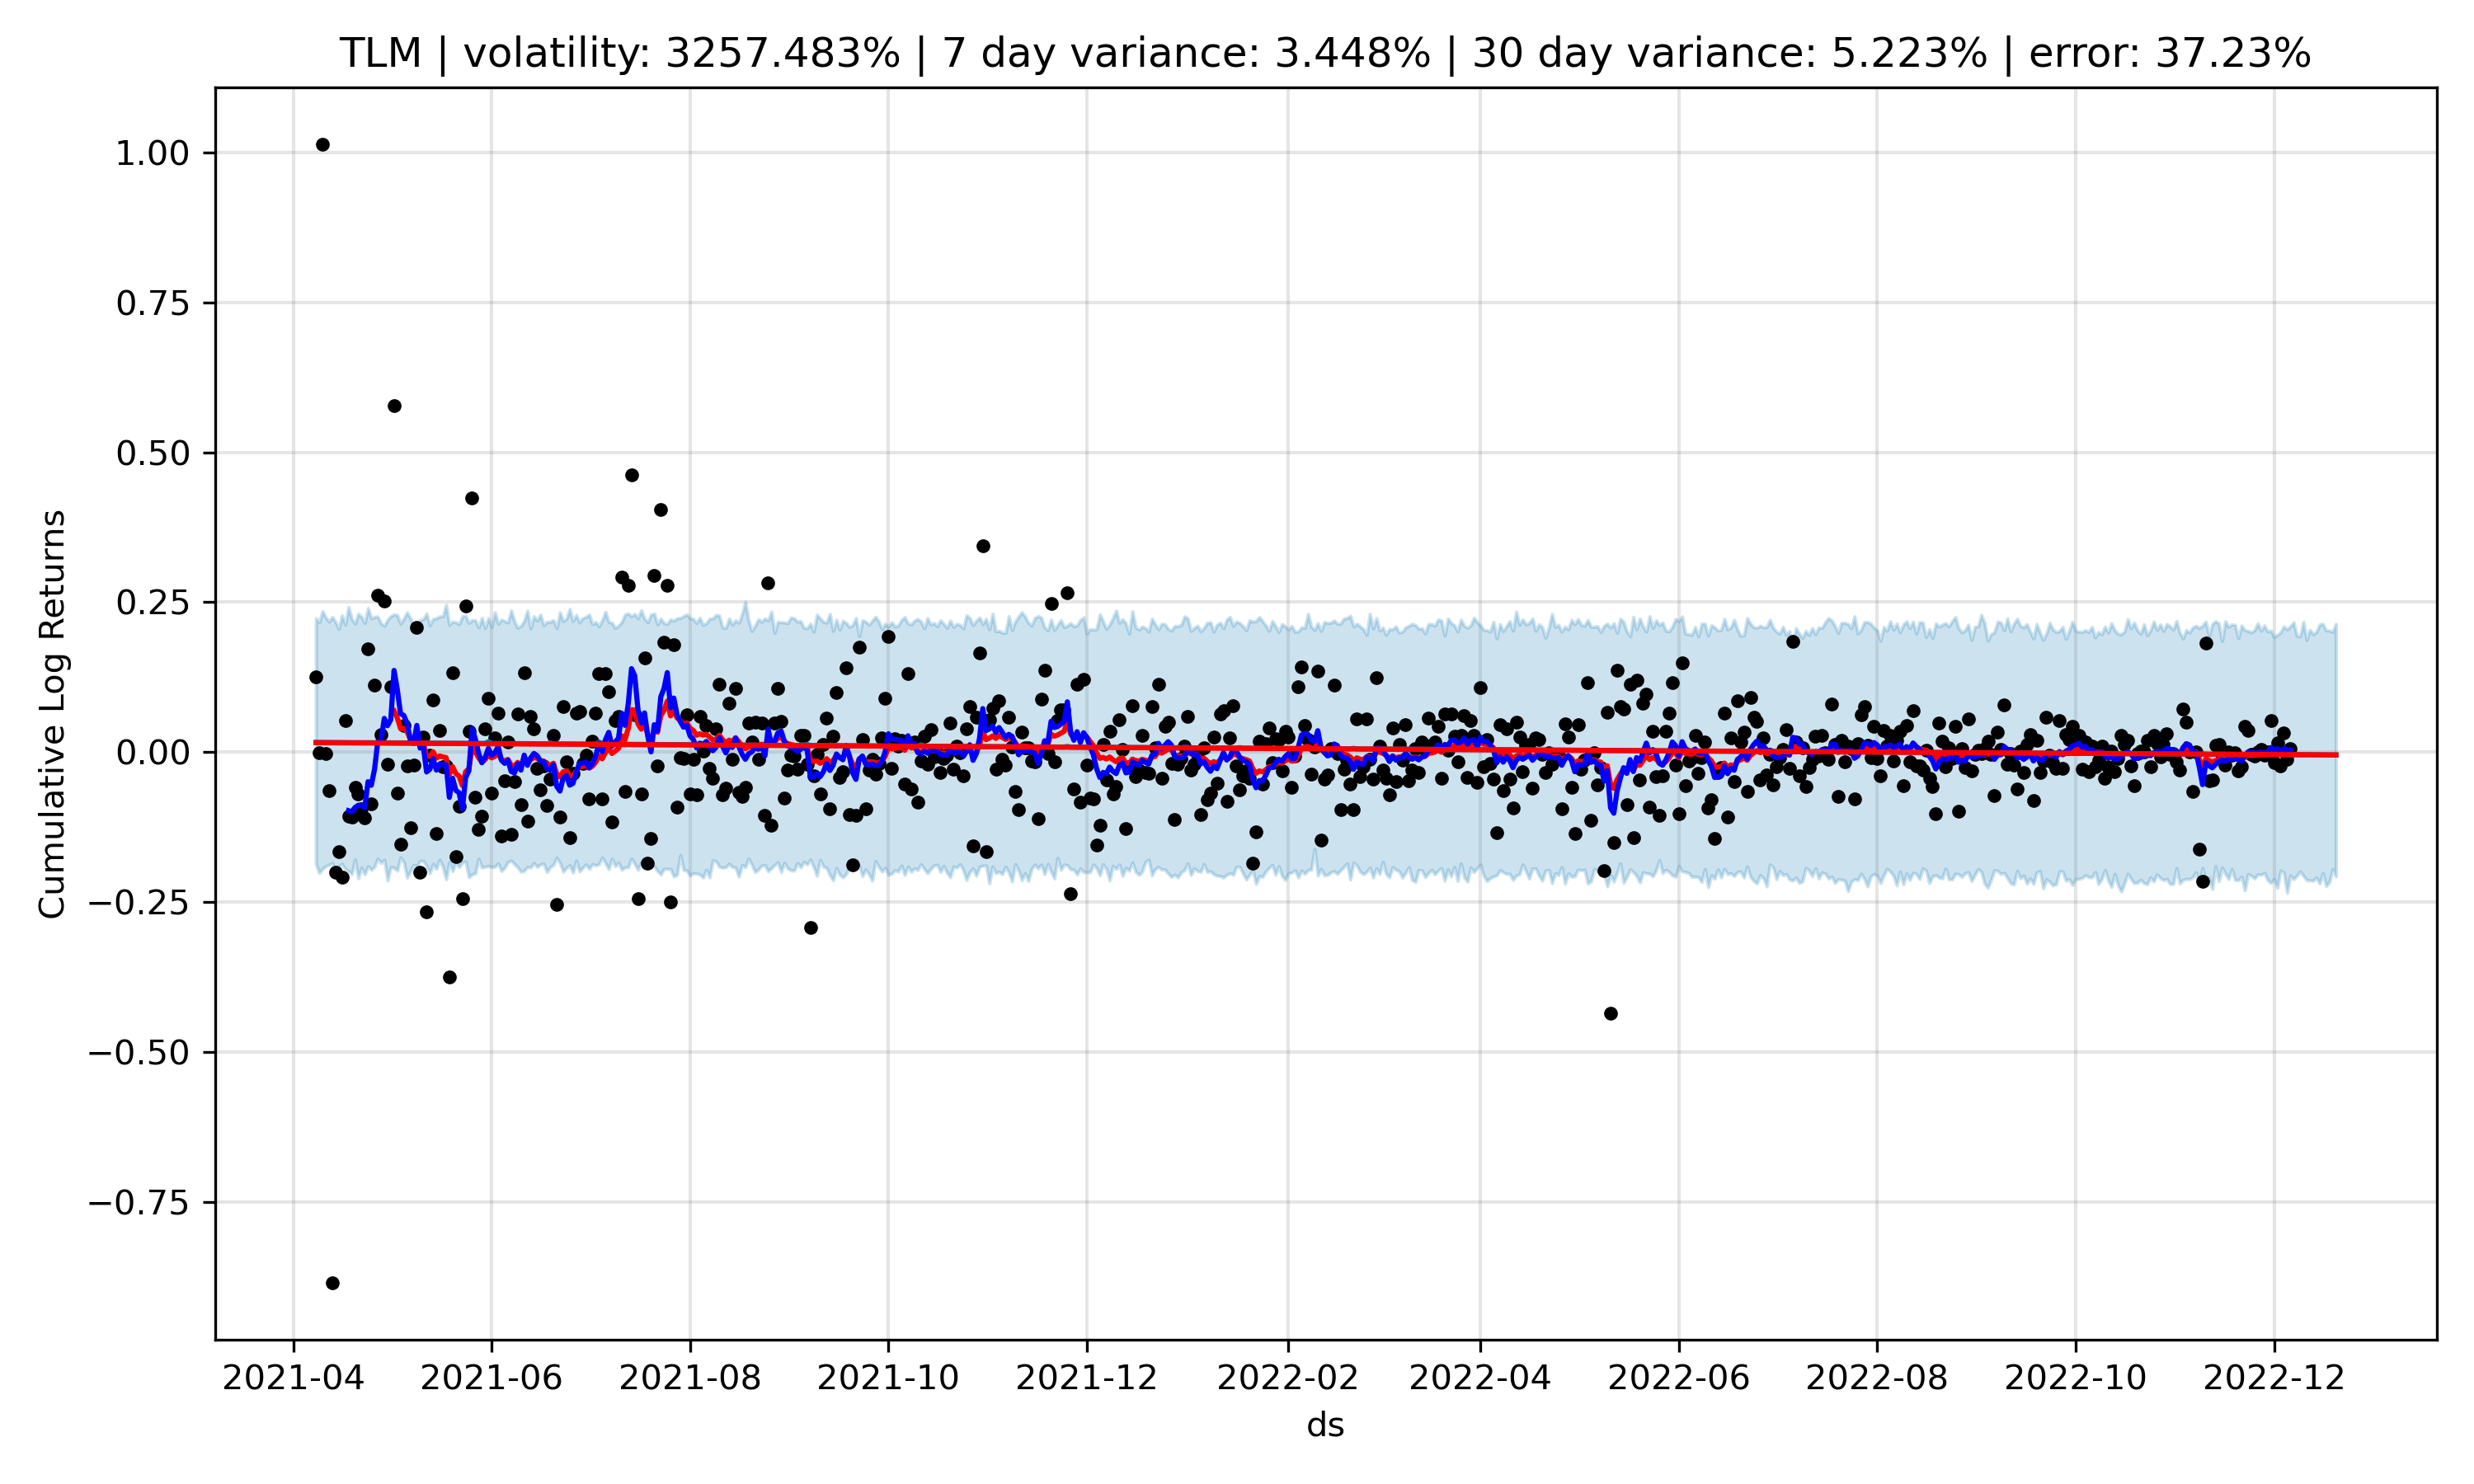 TLM | volatility: 3257.483% | 7 day variance: 3.448% | 30 day variance: 5.223% | error: 37.23%
Cumulative Log Returns
1.00
0.75
0.50
0.25
0.00
−0.25
−0.50
−0.75
2021-04 2021-06 2021-08 2021-10 2021-12 2022-02 2022-04 2022-06 2022-08 2022-10 2022-12
ds